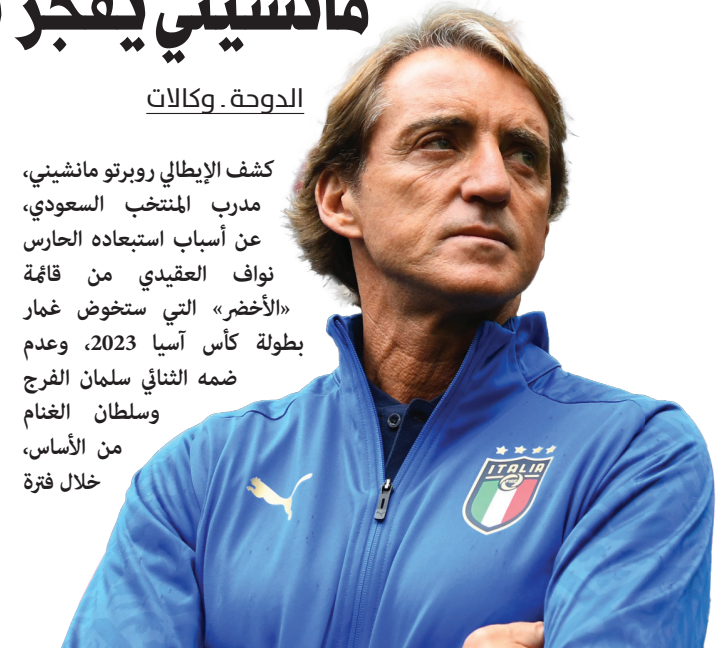 مانشيني يفجر
الدوحة . وكالات
كشف الإيطالي روبرتو مانشيني،
مدرب المنتخب السعودي،
عن أسباب استبعاده الحارس
نواف العقيدي من قائمة
«الأخضر» التي ستخوض غمار
بطولة كأس آسيا 2023، وعدم
ضمه الثنائي سلمان الفرج
وسلطان الغنام
من الأساس،
خلال فترة
ITALIA